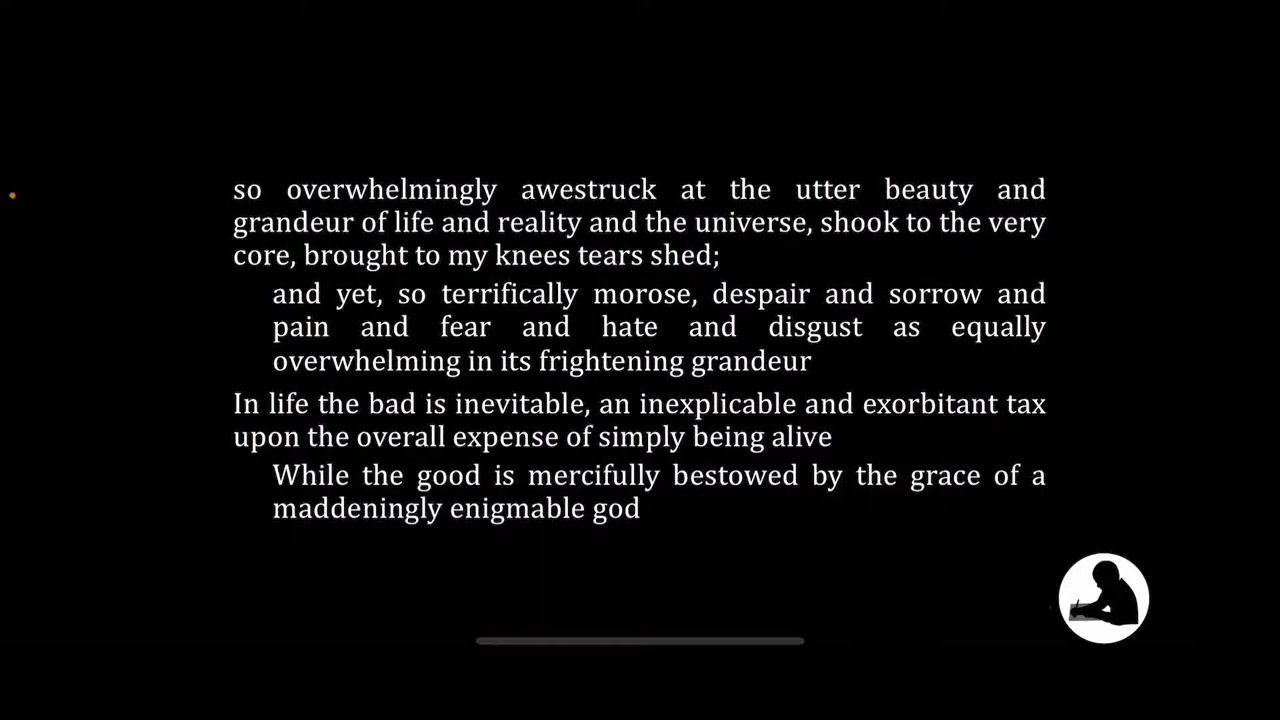 so overwhelmingly awestruck at the utter beauty and
grandeur of life and reality and the universe, shook to the very
core, brought to my knees tears shed;
and yet, so terrifically morose, despair and sorrow and
pain and fear and hate and disgust as equally
overwhelming in its frightening grandeur
In life the bad is inevitable, an inexplicable and exorbitant tax
upon the overall expense of simply being alive
While the good is mercifully bestowed by the grace of a
maddeningly enigmable god